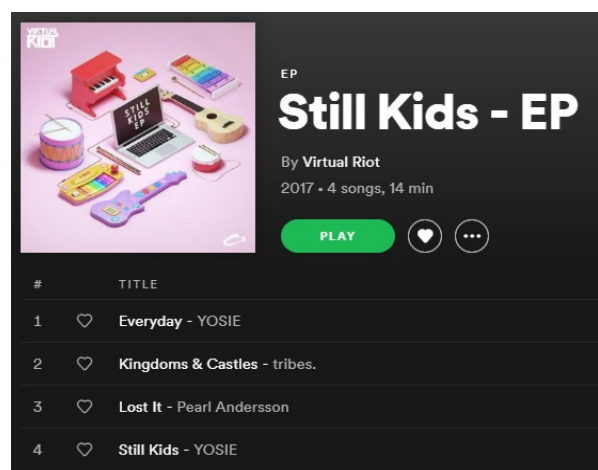 VIRTUAL
RIOT
STILL
KIDS
EP
EP
Still Kids - EP
By Virtual Riot
2017 • 4 songs, 14 min
PLAY
# TITLE
1 Everyday - YOSIE
2 Kingdoms & Castles - tribes.
3 Lost It - Pearl Andersson
4 Still Kids - YOSIE